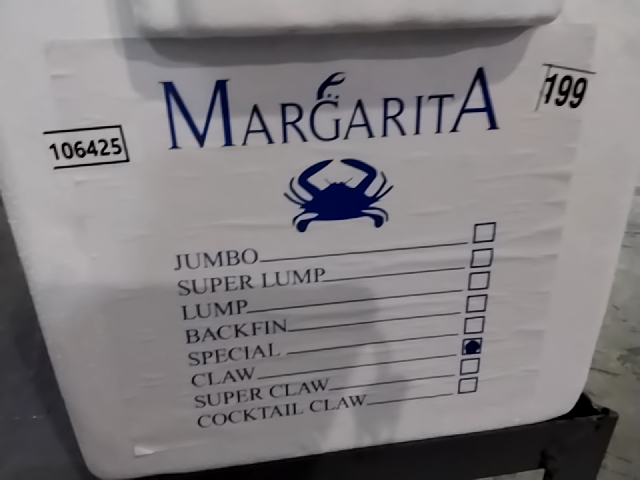 MARGARITA
199
106425
JUMBO
SUPER LUMP
LUMP
BACKFIN
SPECIAL
CLAW
SUPER CLAW
COCKTAIL CLAW